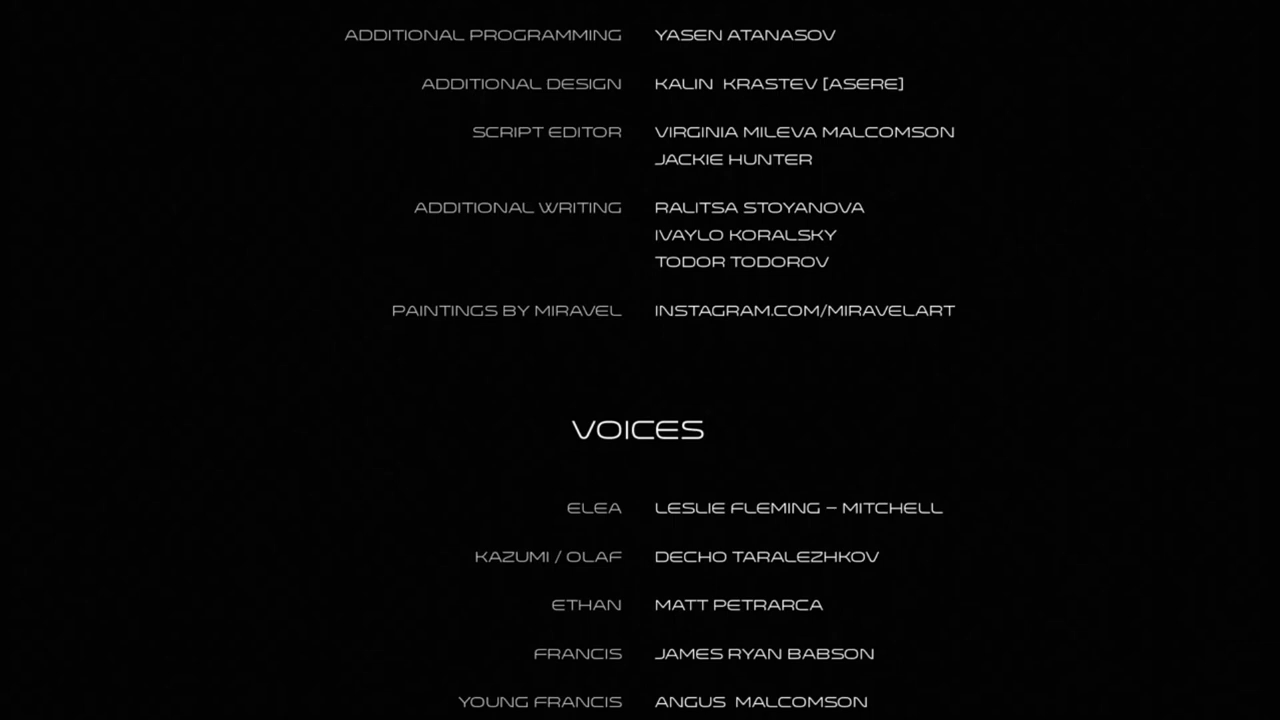 ADDITIONAL PROGRAMMING YASEN ATANASOV
ADDITIONAL DESIGN KALIN KRASTEV [ASERE]
SCRIPT EDITOR VIRGINIA MILEVA MALCOMSON
JACKIE HUNTER
ADDITIONAL WRITING RALITSA STOYANOVA
IVAYLO KORALSKY
TODOR TODOROV
PAINTINGS BY MIRAVEL INSTAGRAM.COM/MIRAVELART
VOICES
ELEA LESLIE FLEMING – MITCHELL
KAZUMI / OLAF DECHO TARALEZHKOV
ETHAN MATT PETRARCA
FRANCIS JAMES RYAN BABSON
YOUNG FRANCIS ANGUS MALCOMSON